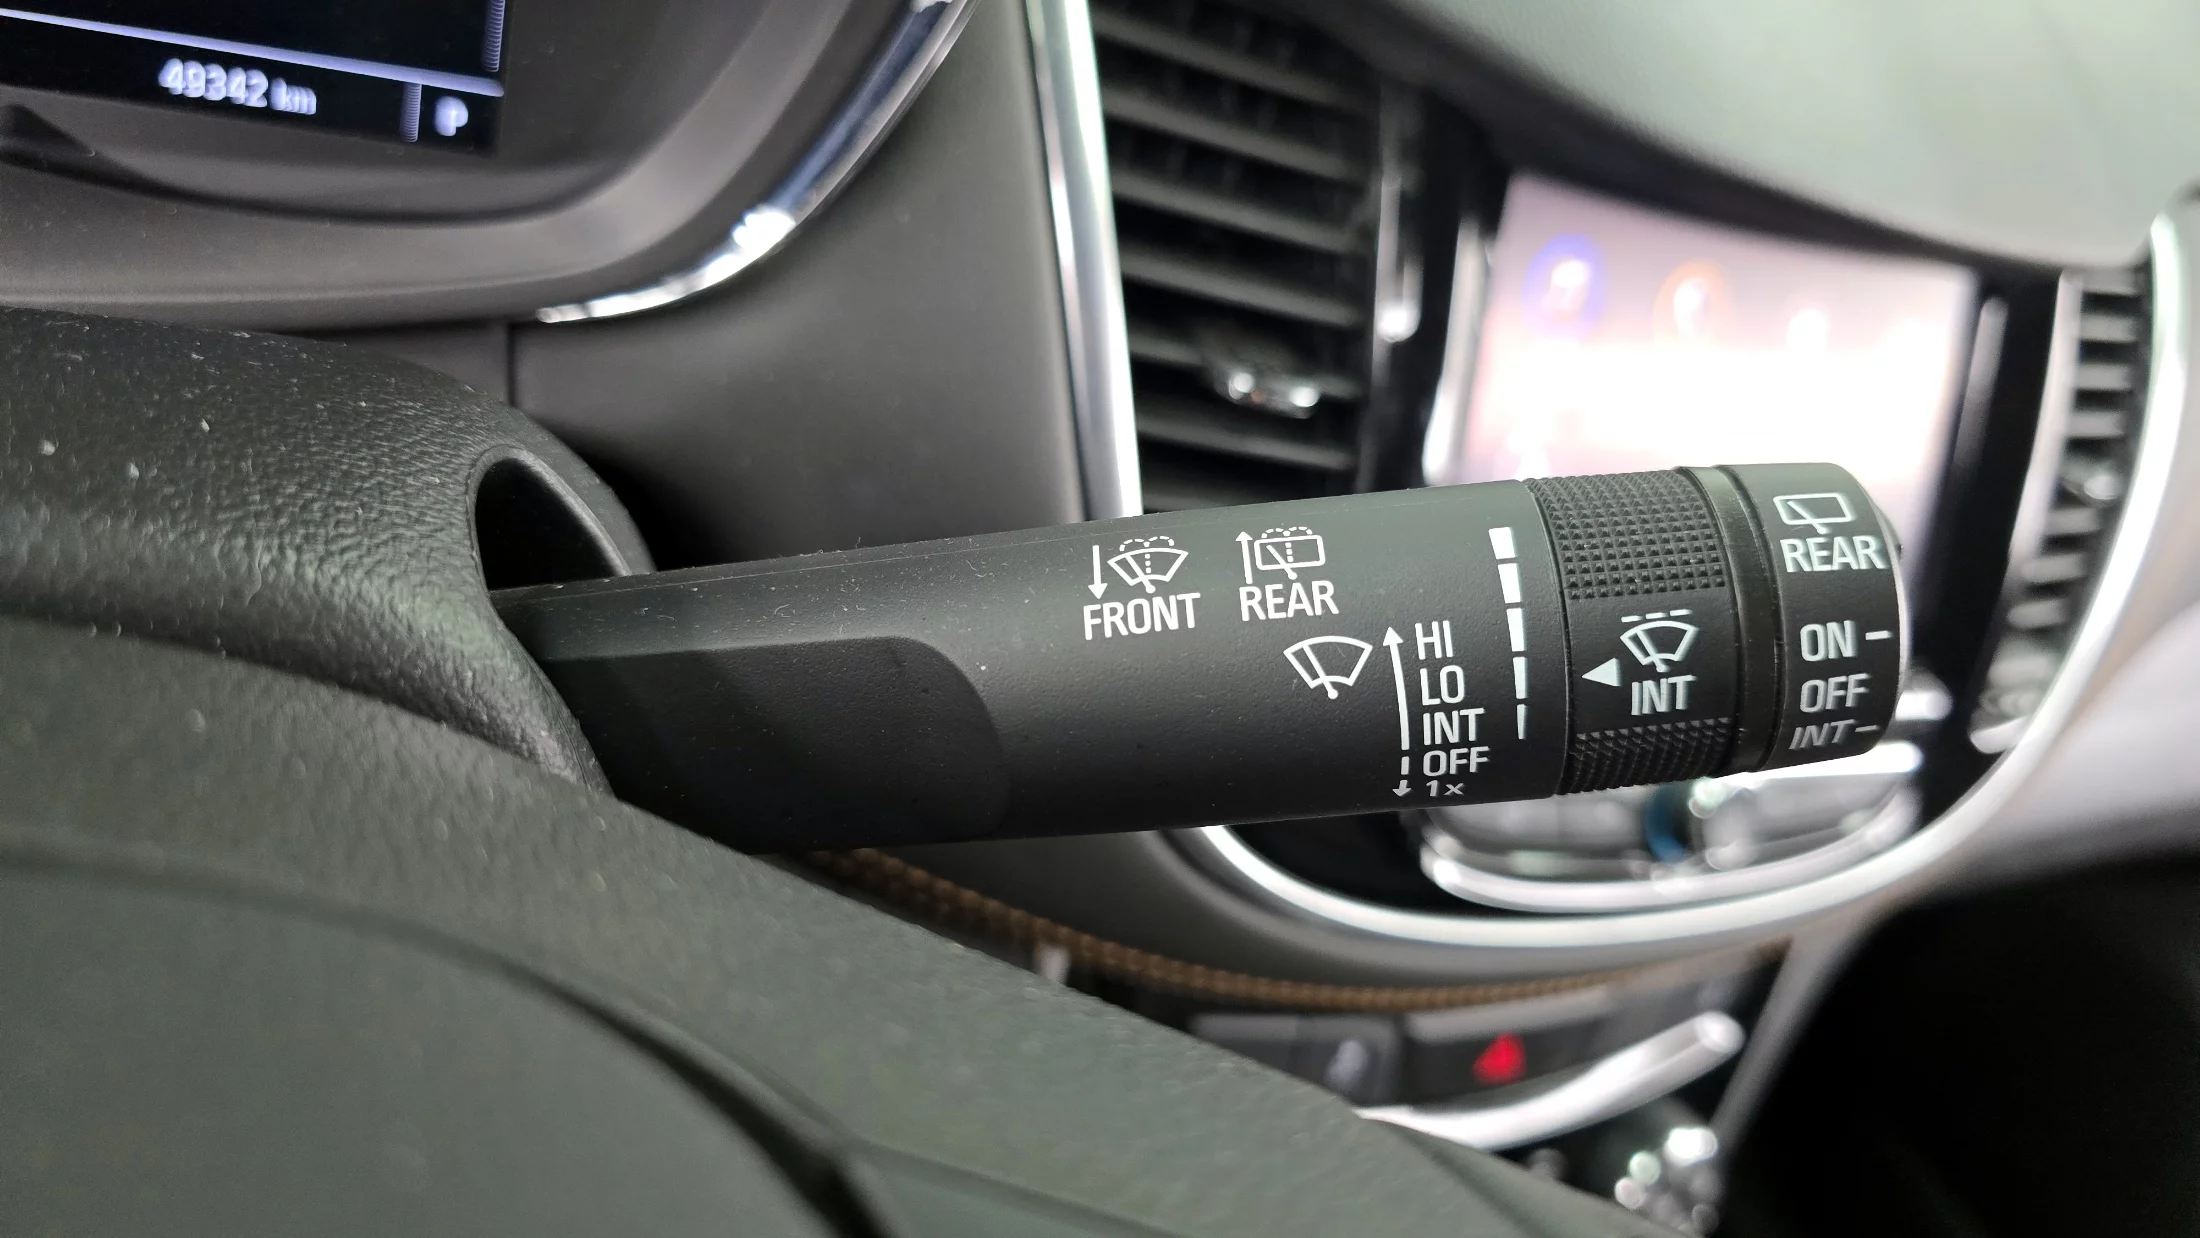 49342 km
P
FRONT
REAR
HI
LO
INT
OFF
1x
INT
REAR
ON
OFF
INT